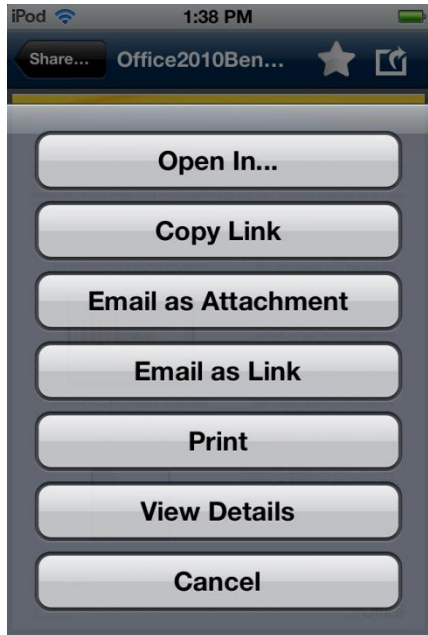 iPod 1:38 PM
Share... Office2010Ben...
Open In...
Copy Link
Email as Attachment
Email as Link
Print
View Details
Cancel